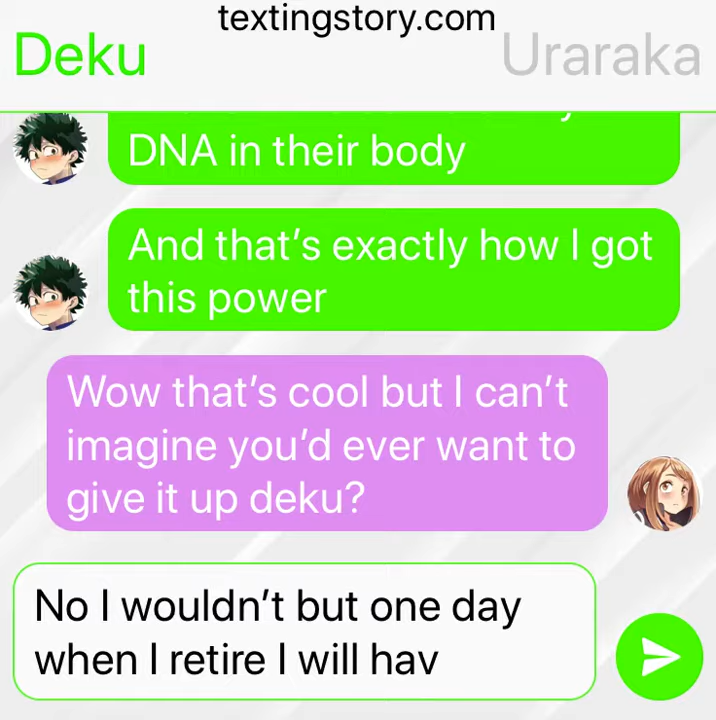 textingstory.com
Deku
Uraraka
DNA in their body
And that’s exactly how I got
this power
Wow that’s cool but I can’t
imagine you’d ever want to
give it up deku?
No I wouldn’t but one day
when I retire I will hav